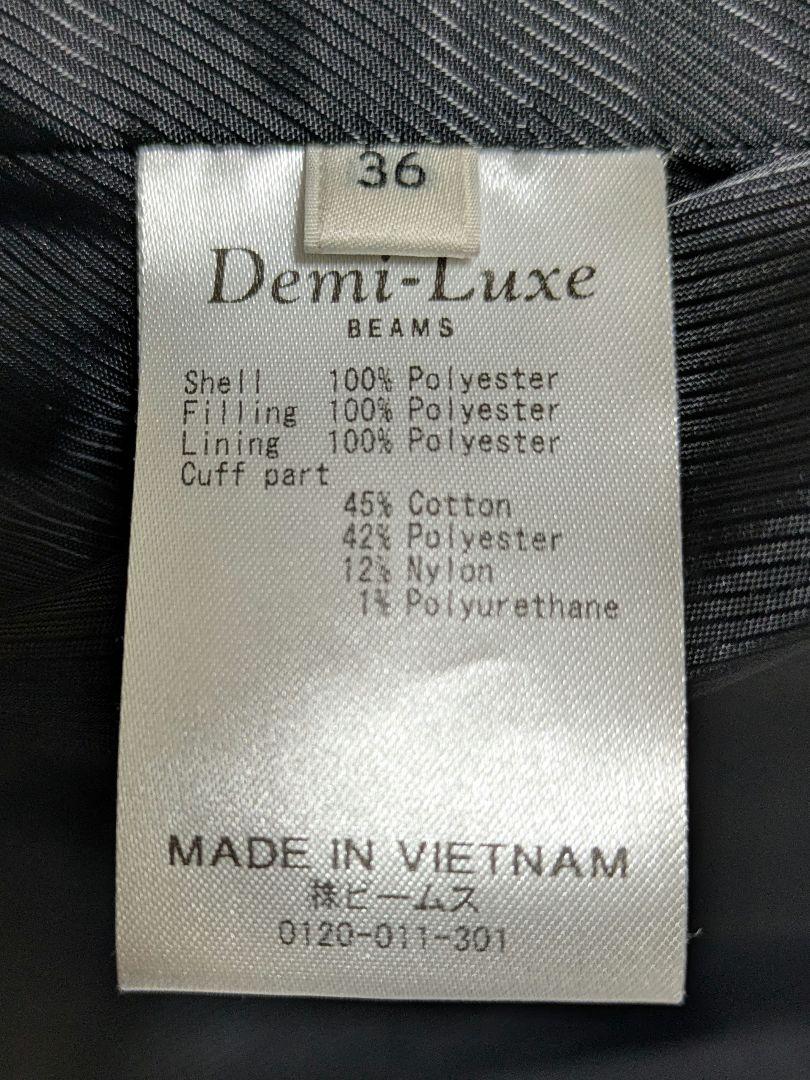 36
Demi-Luxe
BEAMS
Shell 100% Polyester
Filling 100% Polyester
Lining 100% Polyester
Cuff part
45% Cotton
42% Polyester
12% Nylon
1% Polyurethane
MADE IN VIETNAM
㈱ビームス
0120-011-301